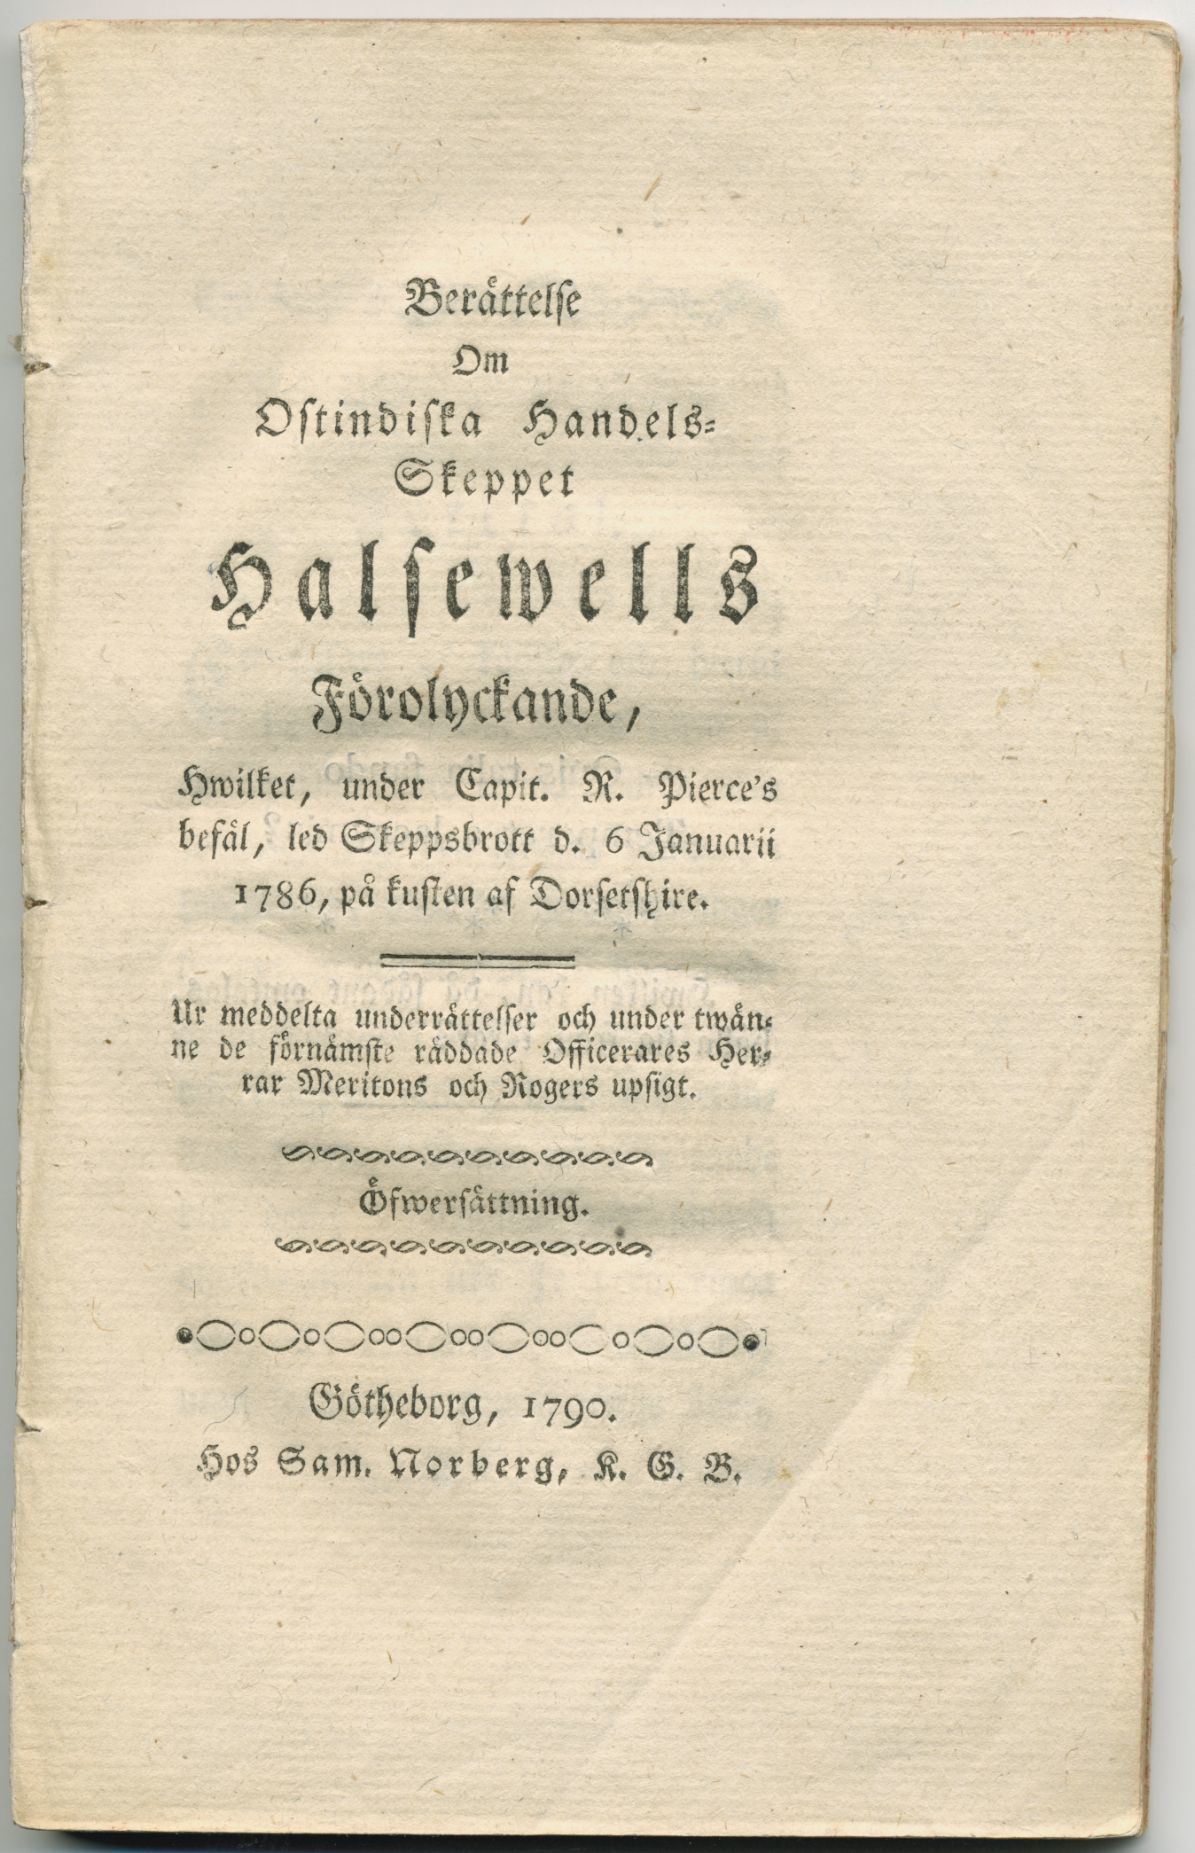 Berättelse
Om
Ostindiska Handels-
Skeppet
Halsewells
Förolyckande,
Hwilket, under Capit. R. Pierce's
befäl, led Skeppsbrott d. 6 Januarii
1786, på kusten af Dorsetshire.
Ur meddelta underrättelser och under twän-
ne de förnämste räddade Officerares Her-
rar Meritons och Rogers upsigt.
Öfwersättning.
Götheborg, 1790.
Hos Sam. Norberg, K. G. B.